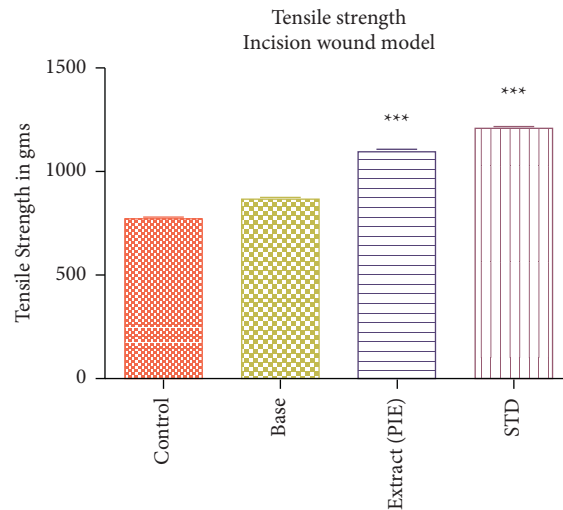 Tensile strength
Incision wound model
Tensile Strength in gms
1500
1000
500
0
***
***
Control
Base
Extract (PIE)
STD